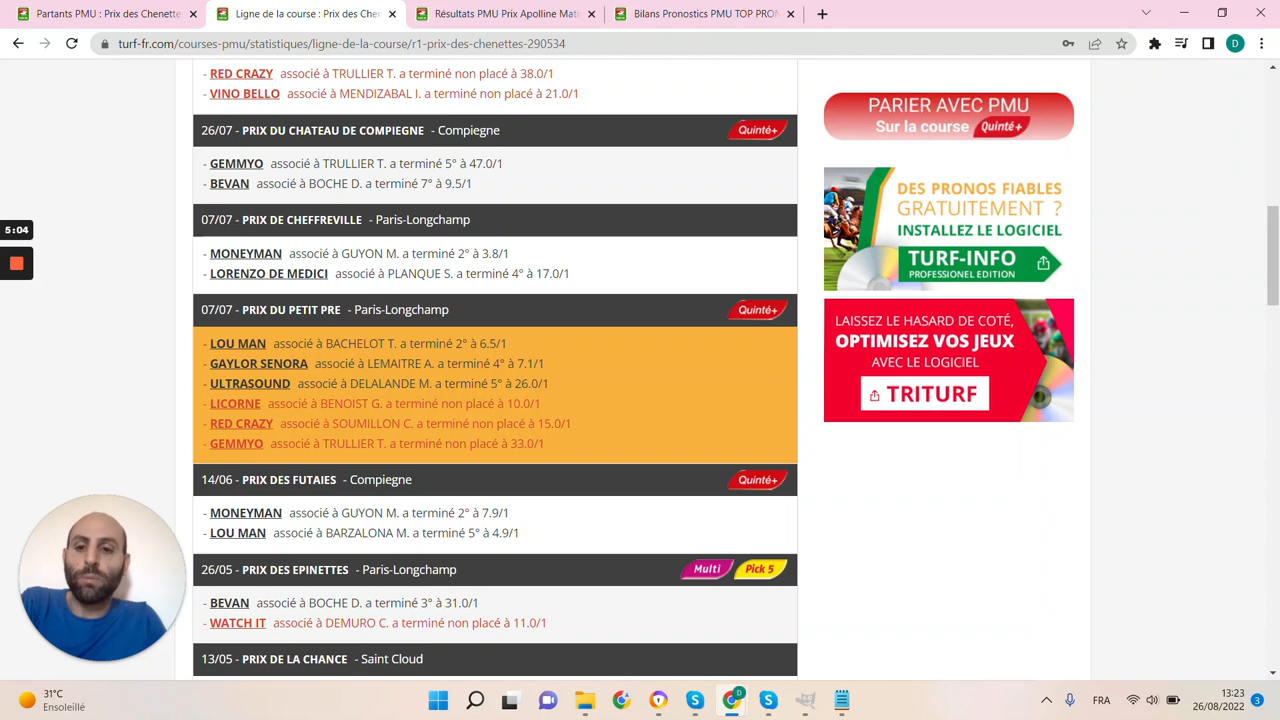 Partants PMU : Prix des Chenette
Ligne de la course : Prix des Che
Résultats PMU Prix Apolline Mati
Bilans Pronostics PMU TOP PRO
turf-fr.com/courses-pmu/statistiques/ligne-de-la-course/r1-prix-des-chenettes-290534
D
- RED CRAZY associé à TRULLIER T. a terminé non placé à 38.0/1
- VINO BELLO associé à MENDIZABAL I. a terminé non placé à 21.0/1
26/07 - PRIX DU CHATEAU DE COMPIEGNE - Compiegne Quinté+
- GEMMYO associé à TRULLIER T. a terminé 5° à 47.0/1
- BEVAN associé à BOCHE D. a terminé 7° à 9.5/1
07/07 - PRIX DE CHEFFREVILLE - Paris-Longchamp
- MONEYMAN associé à GUYON M. a terminé 2° à 3.8/1
- LORENZO DE MEDICI associé à PLANQUE S. a terminé 4° à 17.0/1
07/07 - PRIX DU PETIT PRE - Paris-Longchamp Quinté+
- LOU MAN associé à BACHELOT T. a terminé 2° à 6.5/1
- GAYLOR SENORA associé à LEMAITRE A. a terminé 4° à 7.1/1
- ULTRASOUND associé à DELALANDE M. a terminé 5° à 26.0/1
- LICORNE associé à BENOIST G. a terminé non placé à 10.0/1
- RED CRAZY associé à SOUMILLON C. a terminé non placé à 15.0/1
- GEMMYO associé à TRULLIER T. a terminé non placé à 33.0/1
14/06 - PRIX DES FUTAIES - Compiegne Quinté+
- MONEYMAN associé à GUYON M. a terminé 2° à 7.9/1
- LOU MAN associé à BARZALONA M. a terminé 5° à 4.9/1
26/05 - PRIX DES EPINETTES - Paris-Longchamp Multi Pick 5
- BEVAN associé à BOCHE D. a terminé 3° à 31.0/1
- WATCH IT associé à DEMURO C. a terminé non placé à 11.0/1
13/05 - PRIX DE LA CHANCE - Saint Cloud
PARIER AVEC PMU
Sur la course Quinté+
DES PRONOS FIABLES
GRATUITEMENT ?
INSTALLEZ LE LOGICIEL
TURF-INFO
PROFESSIONEL EDITION
LAISSEZ LE HASARD DE COTÉ,
OPTIMISEZ VOS JEUX
AVEC LE LOGICIEL
TRITURF
5:04
31°C
Ensoleillé
D
FRA
13:23
26/08/2022
3